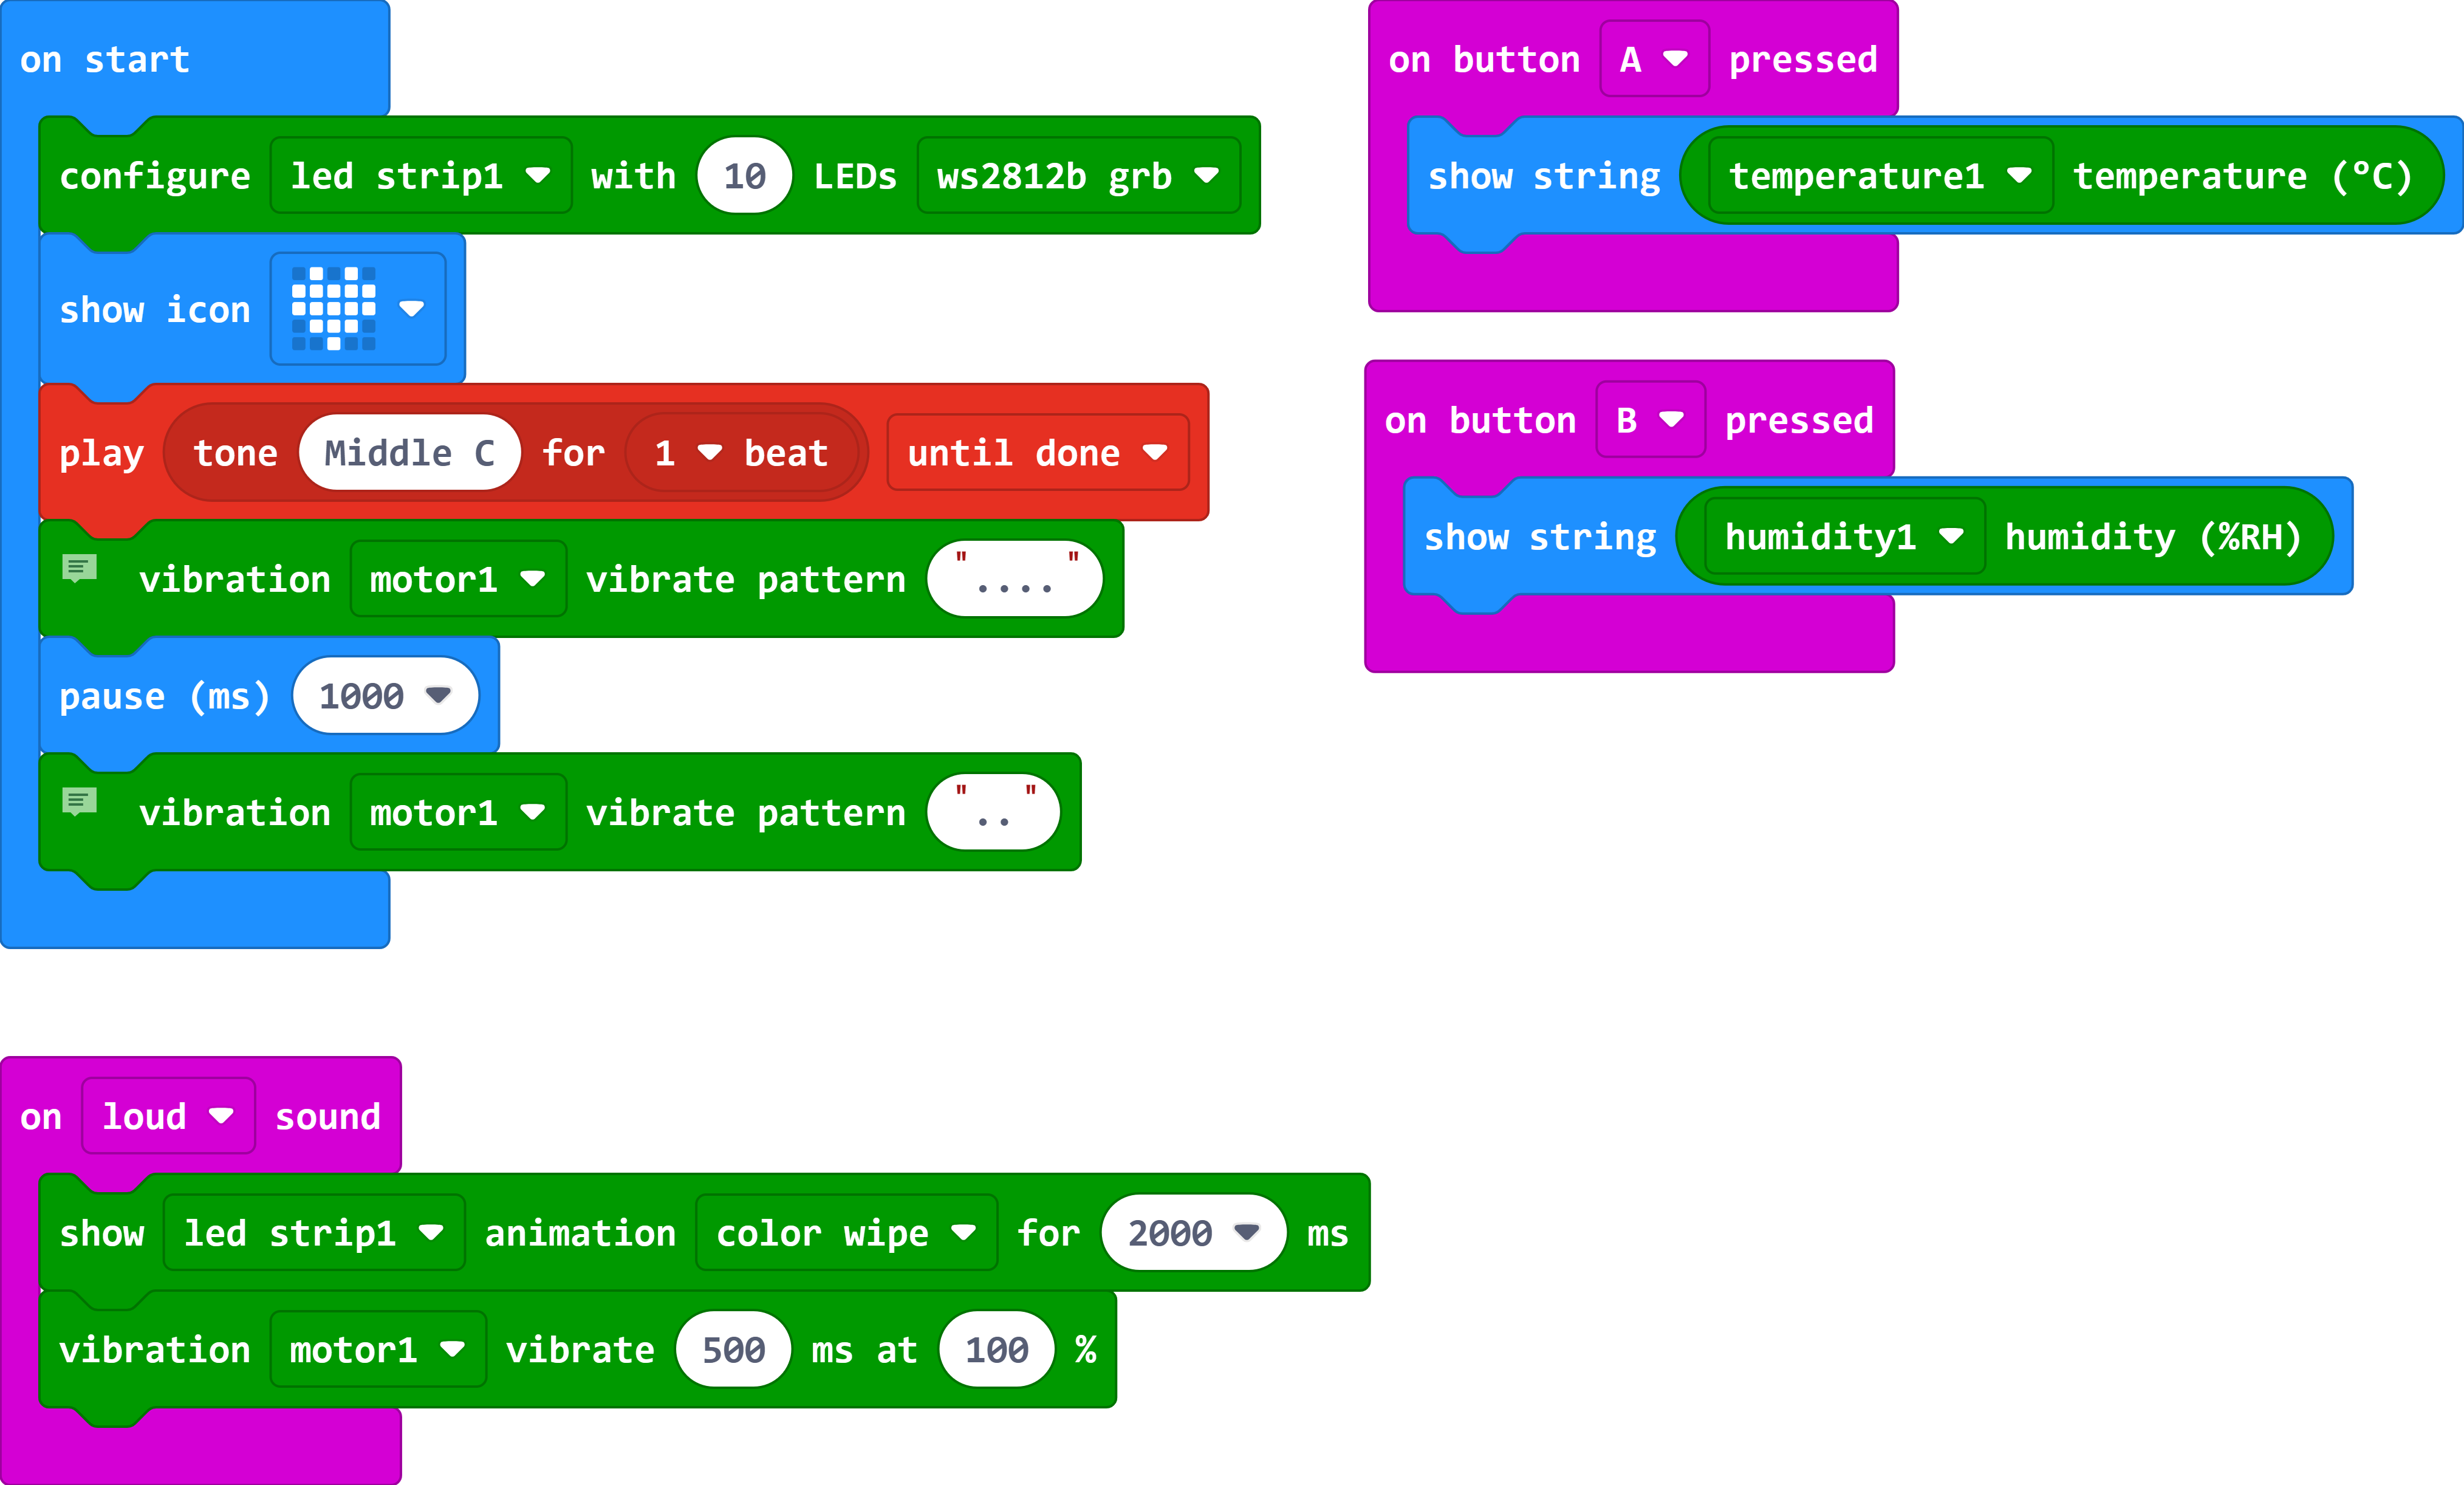 on start
configure led strip1 with 10 LEDs ws2812b grb
show icon
play tone Middle C for 1 beat until done
vibration motor1 vibrate pattern "...."
pause (ms) 1000
vibration motor1 vibrate pattern ".."
on button A pressed
show string temperature1 temperature (°C)
on button B pressed
show string humidity1 humidity (%RH)
on loud sound
show led strip1 animation color wipe for 2000 ms
vibration motor1 vibrate 500 ms at 100 %